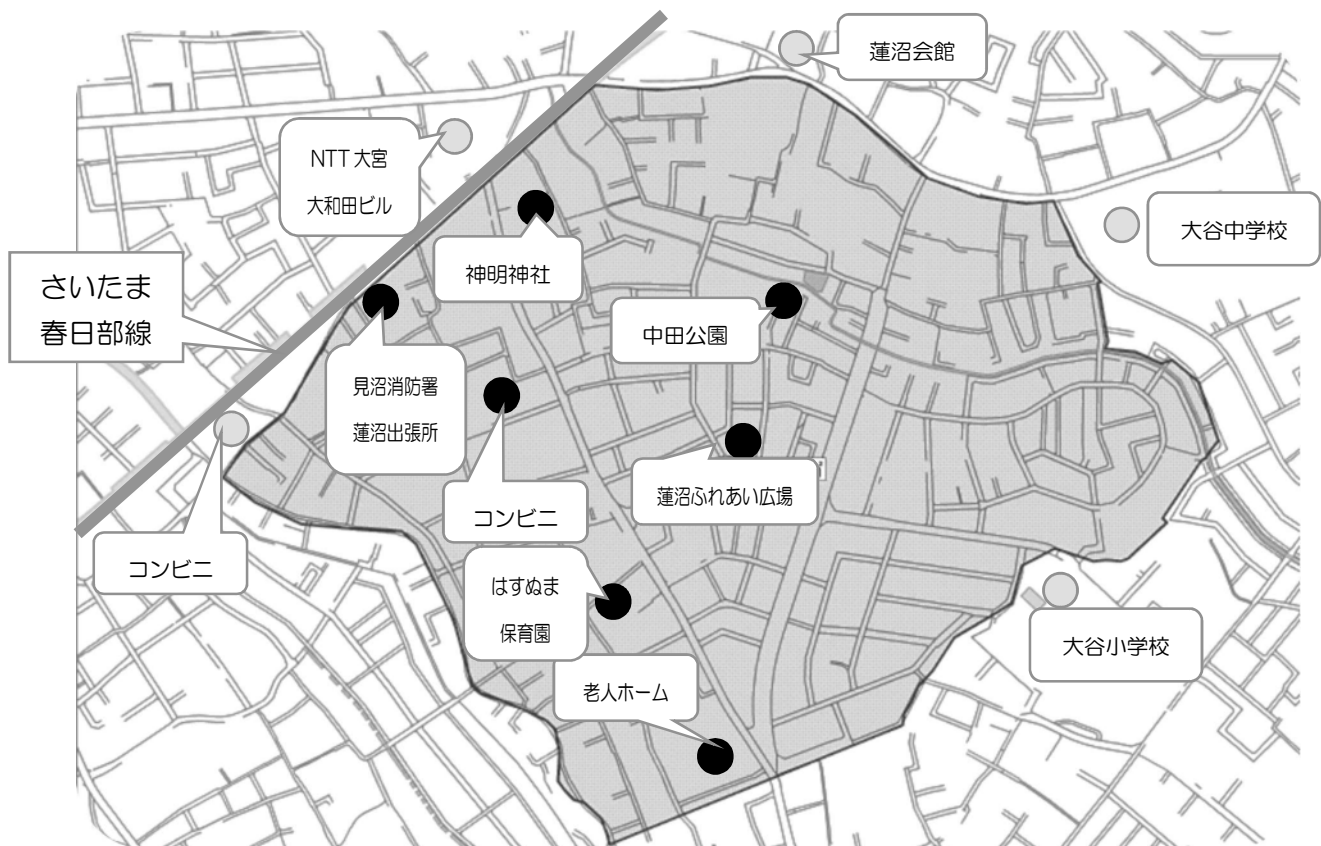 蓮沼会館
NTT大宮
大和田ビル
大谷中学校
神明神社
さいたま
春日部線
中田公園
見沼消防署
蓮沼出張所
蓮沼ふれあい広場
コンビニ
コンビニ
はすぬま
保育園
大谷小学校
老人ホーム